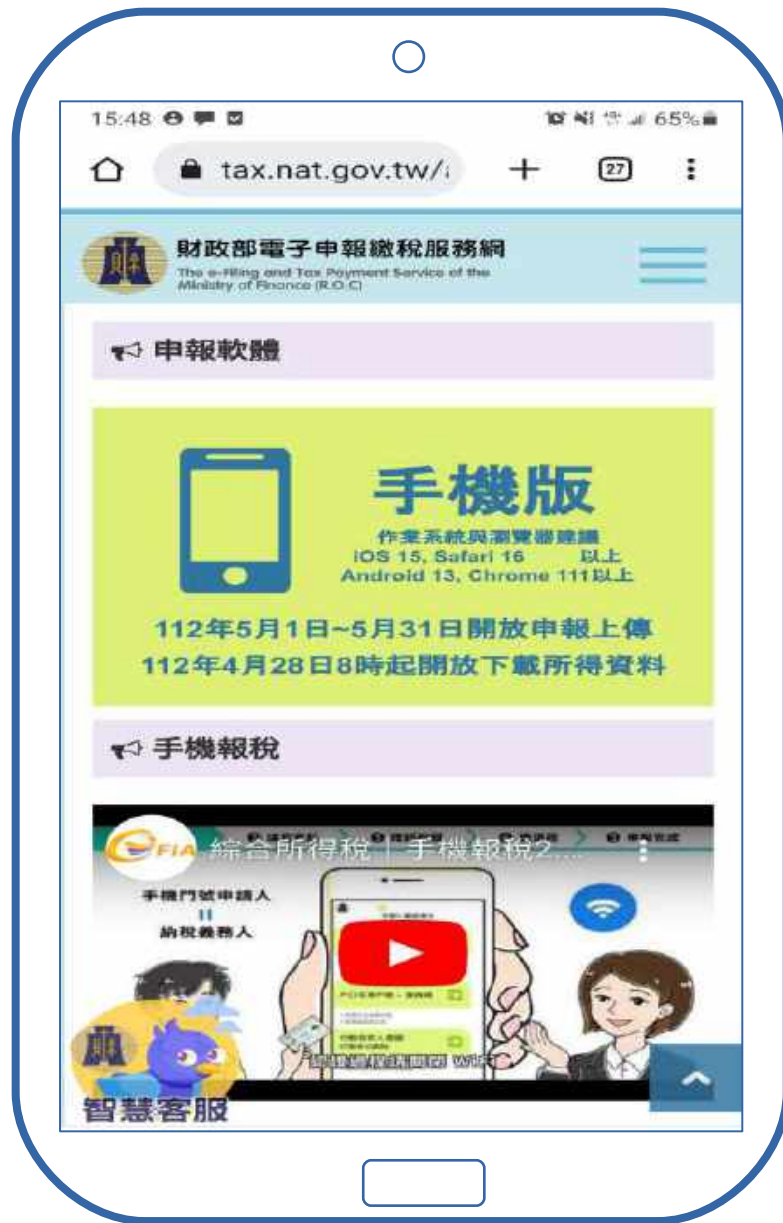 15:48
65%
tax.nat.gov.tw/
27
財政部電子申報繳稅服務網
The e-Filing and Tax Payment Service of the
Ministry of Finance (R.O.C)
申報軟體
手機版
作業系統與瀏覽器建議
iOS 15, Safari 16 以上
Android 13, Chrome 111以上
112年5月1日~5月31日開放申報上傳
112年4月28日8時起開放下載所得資料
手機報稅
FIA 綜合所得稅 | 手機報稅2....
手機門號申請人
=
納稅義務人
智慧客服